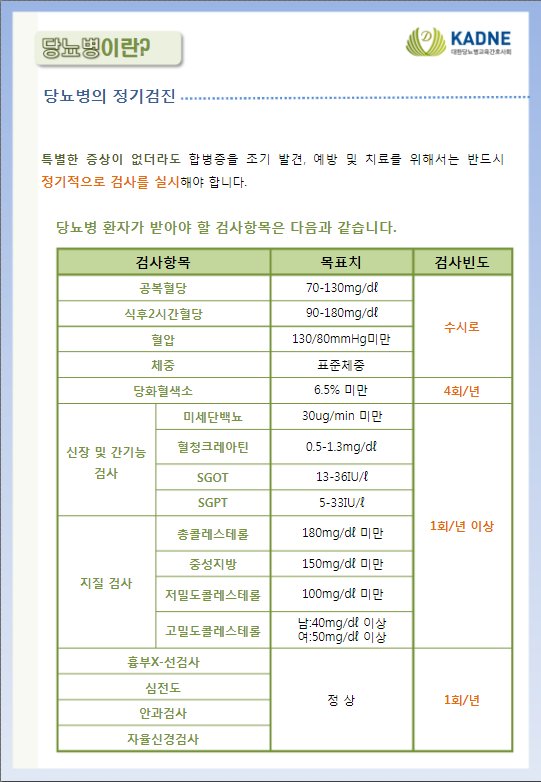 당뇨병이란?
KADNE
대한당뇨병교육간호사회
당뇨병의 정기검진
특별한 증상이 없더라도 합병증을 조기 발견, 예방 및 치료를 위해서는 반드시
정기적으로 검사를 실시해야 합니다.
당뇨병 환자가 받아야 할 검사항목은 다음과 같습니다.
검사항목 목표치 검사빈도
공복혈당 70-130mg/dℓ
식후2시간혈당 90-180mg/dℓ
수시로
혈압 130/80mmHg미만
체중 표준체중
당화혈색소 6.5% 미만 4회/년
신장 및 간기능
검사
미세단백뇨 30ug/min 미만
혈청크레아틴 0.5-1.3mg/dℓ
SGOT 13-36IU/ℓ
SGPT 5-33IU/ℓ
1회/년 이상
지질 검사
총콜레스테롤 180mg/dℓ 미만
중성지방 150mg/dℓ 미만
저밀도콜레스테롤 100mg/dℓ 미만
고밀도콜레스테롤 남:40mg/dℓ 이상
여:50mg/dℓ 이상
흉부X-선검사
심전도
안과검사
자율신경검사
정 상
1회/년